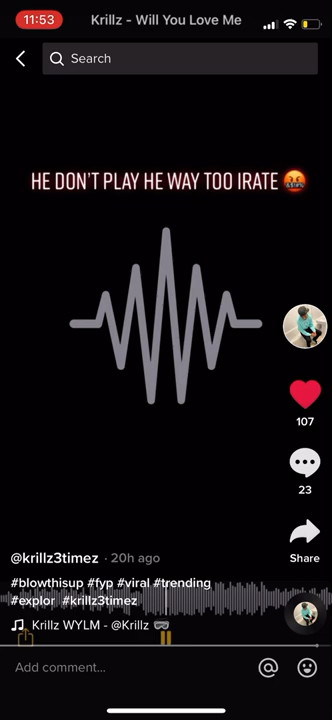 11:53
Krillz - Will You Love Me
Search
HE DON'T PLAY HE WAY TOO IRATE 🤬
107
23
Share
@krillz3timez · 20h ago
#blowthisup #fyp #viral #trending
#explor #krillz3timez
Krillz WYLM - @Krillz
Add comment...